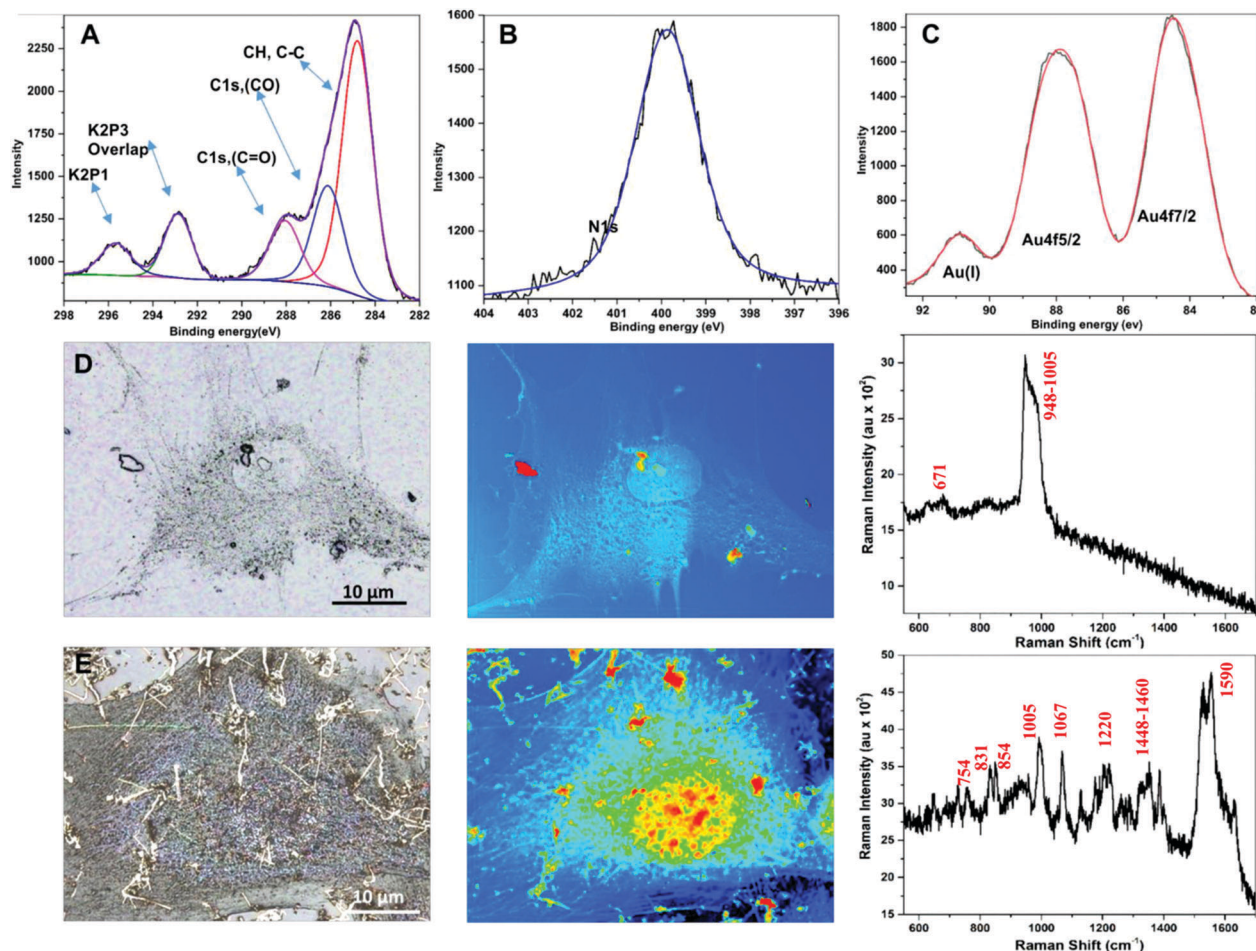 A
2500
2250
2000
1750
1500
1250
1000
Intensity
CH, C-C
C1s,(CO)
K2P3
Overlap
C1s,(C=O)
K2P1
298 296 294 292 290 288 286 284 282
Binding energy(eV)
B
1600
1500
1400
1300
1200
1100
Intensity
N1s
404 403 402 401 400 399 398 397 396
Binding energy (eV)
C
1800
1600
1400
1200
1000
800
600
400
Intensity
Au4f7/2
Au4f5/2
Au(I)
92 90 88 86 84
Binding energy (ev)
D
10 μm
30
25
20
15
10
Raman Intensity (au x 10²)
671
948-1005
600 800 1000 1200 1400 1600
Raman Shift (cm⁻¹)
E
10 μm
50
45
40
35
30
25
20
15
Raman Intensity (au x 10²)
754
831
854
1005
1067
1220
1448-1460
1590
600 800 1000 1200 1400 1600
Raman Shift (cm⁻¹)